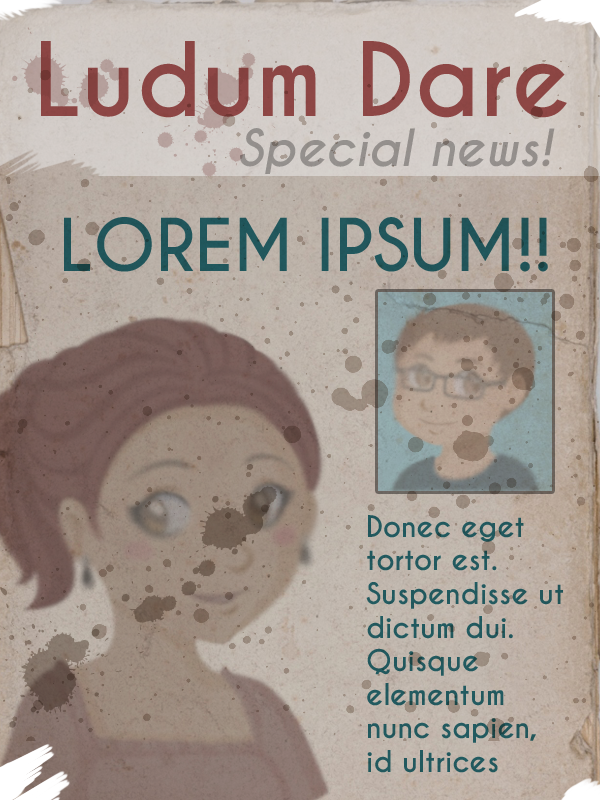 Ludum Dare
Special news!
LOREM IPSUM!!
Donec eget
tortor est.
Suspendisse ut
dictum dui.
Quisque
elementum
nunc sapien,
id ultrices